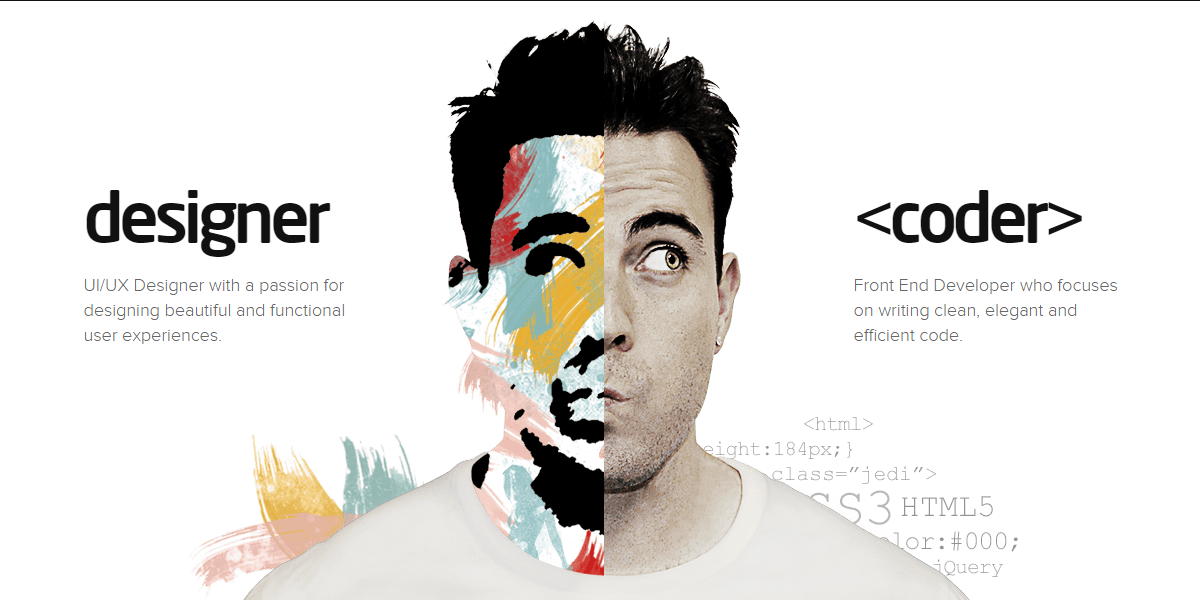 designer
UI/UX Designer with a passion for
designing beautiful and functional
user experiences.
<coder>
Front End Developer who focuses
on writing clean, elegant and
efficient code.
<html>
eight:184px;}
class=”jedi”>
SS3 HTML5
lor:#000;
jQuery